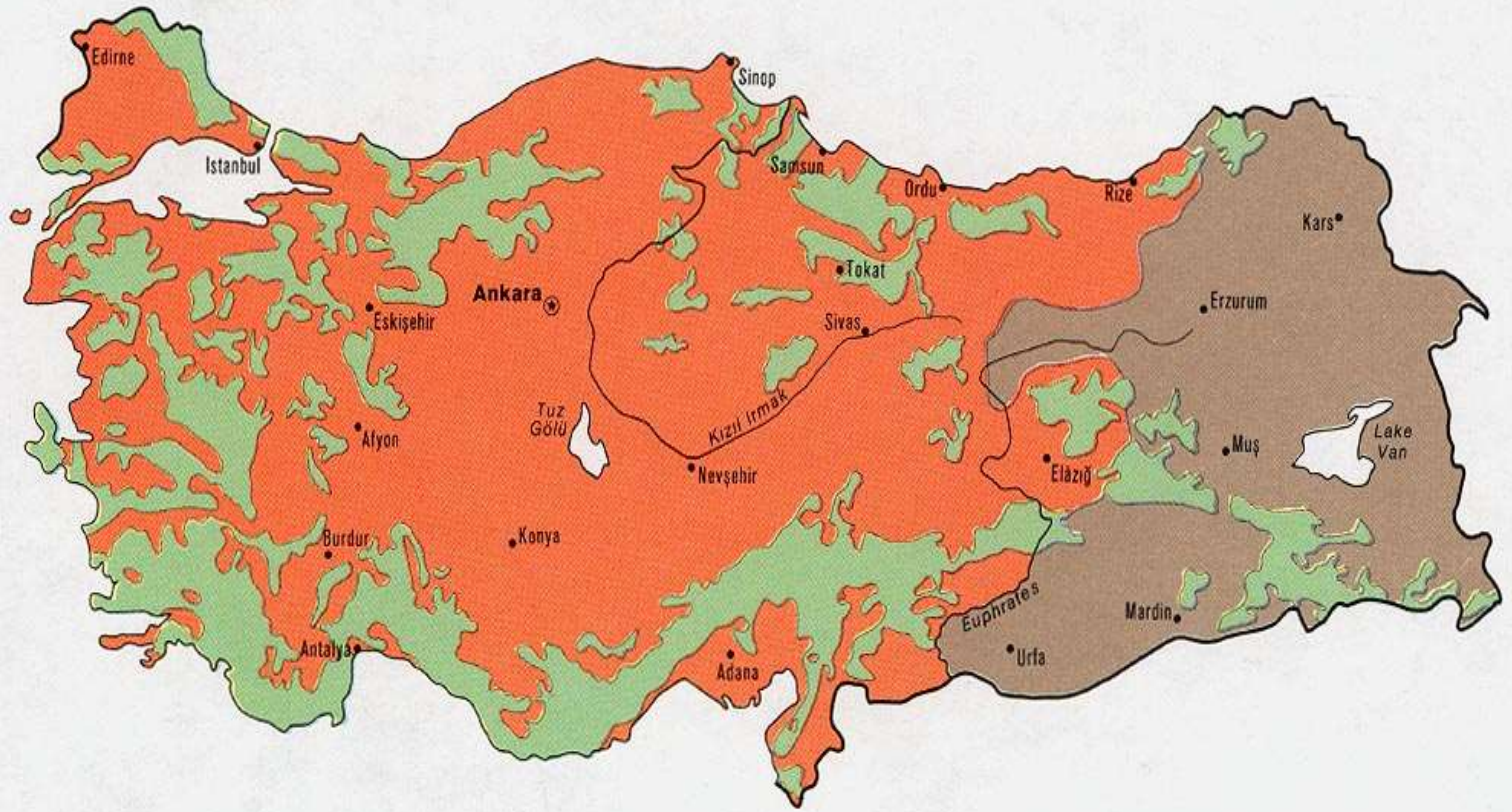 Edirne
Sinop
Istanbul
Samsun
Ordu
Rize
Kars
Tokat
Ankara
Eskişehir
Sivas
Erzurum
Tuz
Gölü
Kızıl Irmak
Afyon
Nevşehir
Elâzığ
Muş
Lake
Van
Burdur
Konya
Euphrates
Mardin
Antalya
Adana
Urfa